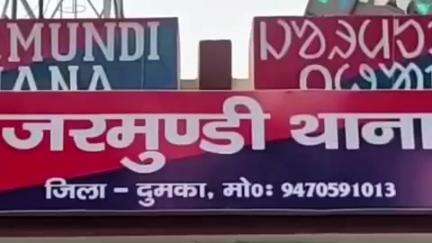 MUNDI
ANA
जरमुण्डी थाना
जिला – दुमका, मो०: 9470591013